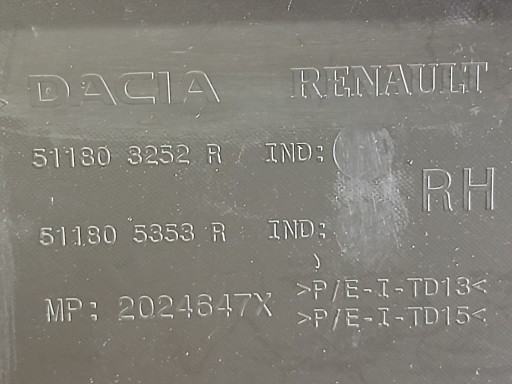 DACIA RENAULT
51180 3252 R IND:
RH
51180 5353 R IND:
MP: 2024647X
>P/E-I-TD13<
>P/E-I-TD15<